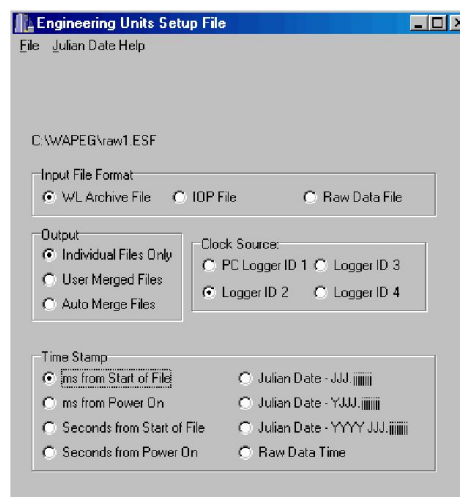 Engineering Units Setup File
File Julian Date Help
C:\WAPEG\raw1.ESF
Input File Format
WL Archive File IOP File Raw Data File
Output
Individual Files Only
User Merged Files
Auto Merge Files
Clock Source:
PC Logger ID 1 Logger ID 3
Logger ID 2 Logger ID 4
Time Stamp
ms from Start of File Julian Date - JJJ.jjjjjj
ms from Power On Julian Date - YJJJ.jjjjjj
Seconds from Start of File Julian Date - YYYY JJJ.jjjjjj
Seconds from Power On Raw Data Time